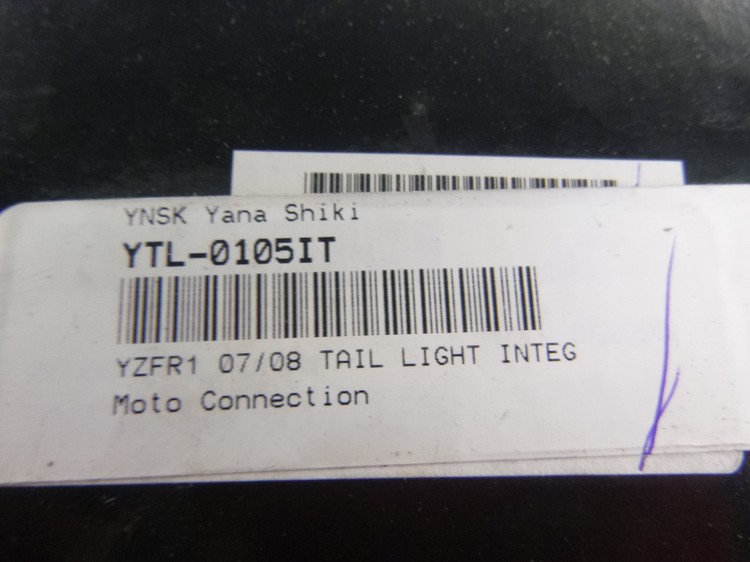 YNSK Yana Shiki
YTL-0105IT
YZFR1 07/08 TAIL LIGHT INTEG
Moto Connection